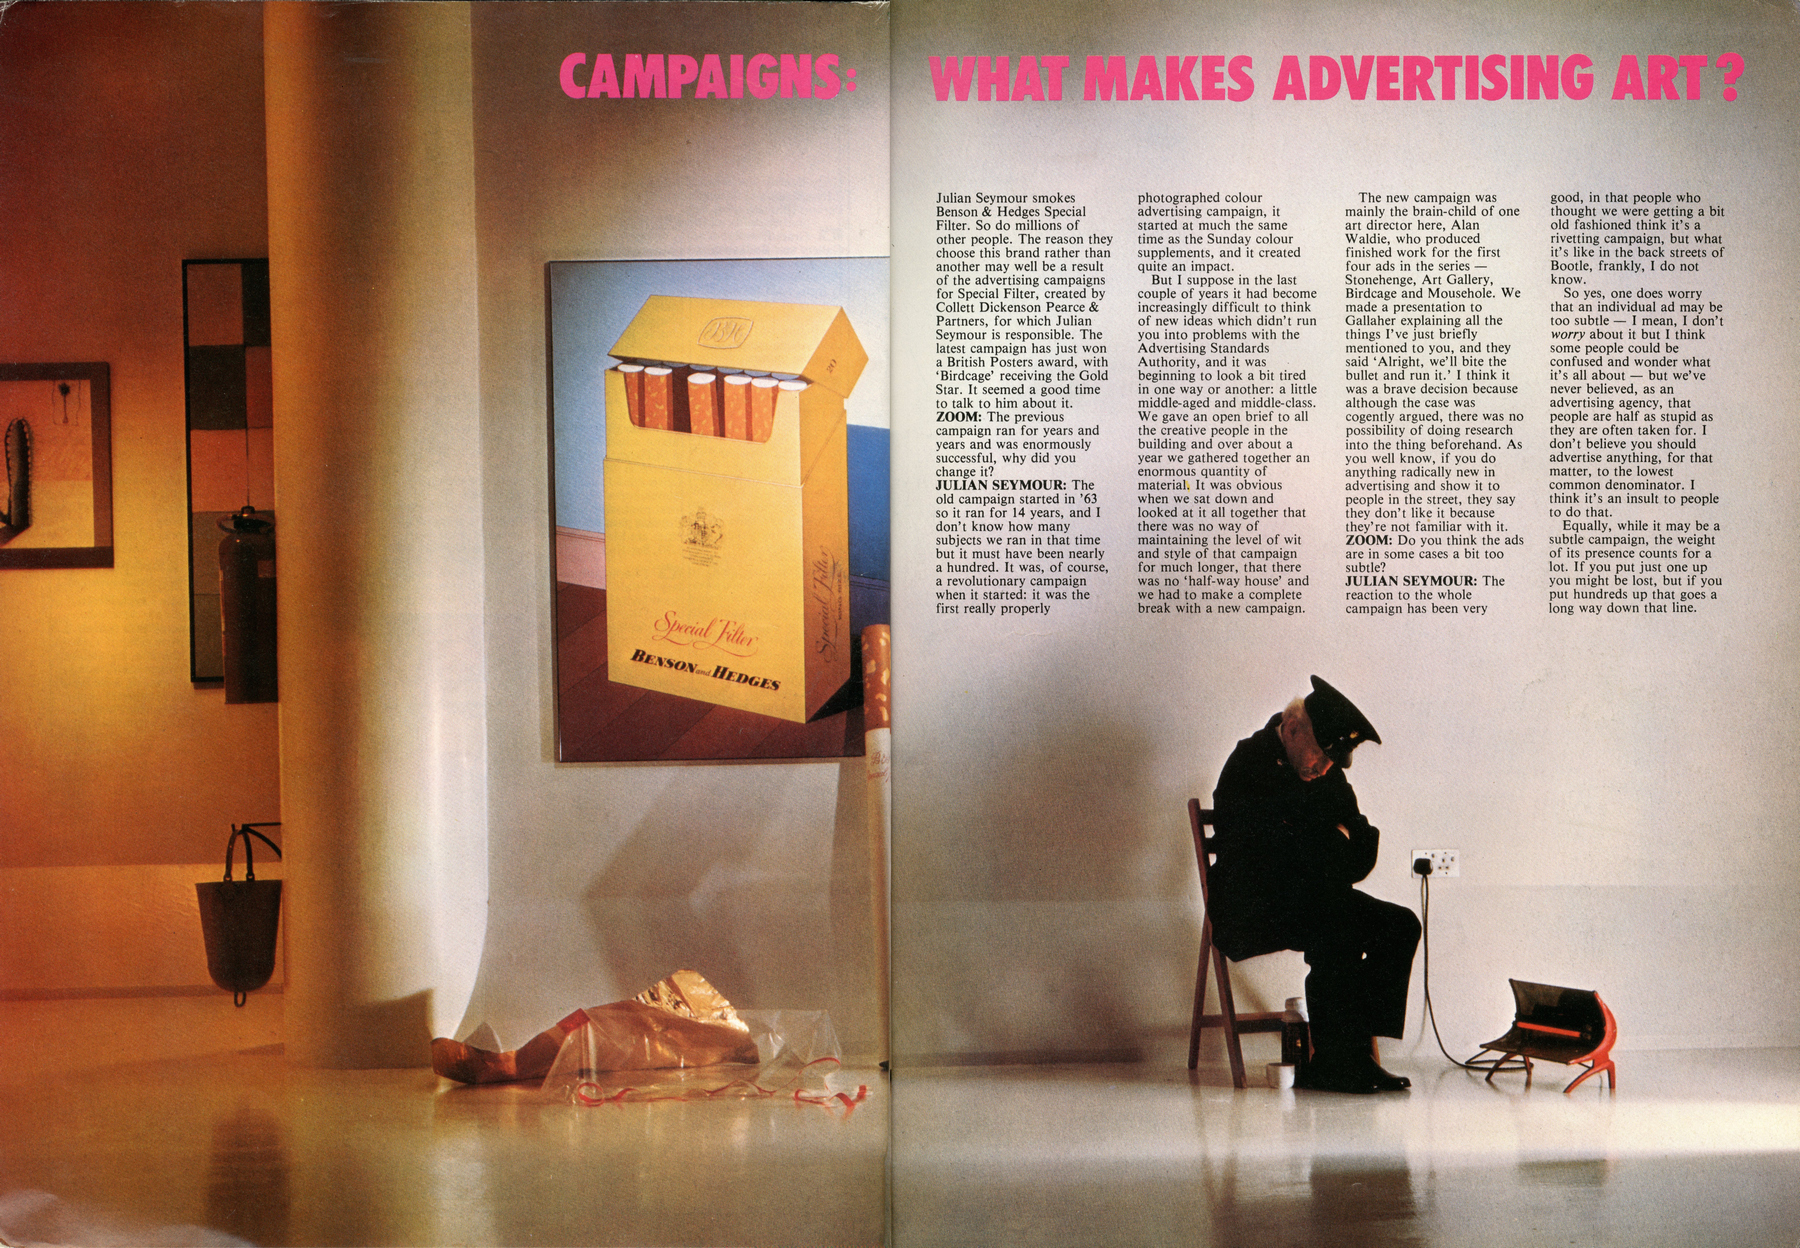 CAMPAIGNS: WHAT MAKES ADVERTISING ART?
Julian Seymour smokes
Benson & Hedges Special
Filter. So do millions of
other people. The reason they
choose this brand rather than
another may well be a result
of the advertising campaigns
for Special Filter, created by
Collett Dickenson Pearce &
Partners, for which Julian
Seymour is responsible. The
latest campaign has just won
a British Posters award, with
'Birdcage' receiving the Gold
Star. It seemed a good time
to talk to him about it.
ZOOM: The previous
campaign ran for years and
years and was enormously
successful, why did you
change it?
JULIAN SEYMOUR: The
old campaign started in '63
so it ran for 14 years, and I
don't know how many
subjects we ran in that time
but it must have been nearly
a hundred. It was, of course,
a revolutionary campaign
when it started: it was the
first really properly
photographed colour
advertising campaign, it
started at much the same
time as the Sunday colour
supplements, and it created
quite an impact.
But I suppose in the last
couple of years it had become
increasingly difficult to think
of new ideas which didn't run
you into problems with the
Advertising Standards
Authority, and it was
beginning to look a bit tired
in one way or another: a little
middle-aged and middle-class.
We gave an open brief to all
the creative people in the
building and over about a
year we gathered together an
enormous quantity of
material. It was obvious
when we sat down and
looked at it all together that
there was no way of
maintaining the level of wit
and style of that campaign
for much longer, that there
was no 'half-way house' and
we had to make a complete
break with a new campaign.
The new campaign was
mainly the brain-child of one
art director here, Alan
Waldie, who produced
finished work for the first
four ads in the series —
Stonehenge, Art Gallery,
Birdcage and Mousehole. We
made a presentation to
Gallaher explaining all the
things I've just briefly
mentioned to you, and they
said 'Alright, we'll bite the
bullet and run it.' I think it
was a brave decision because
although the case was
cogently argued, there was no
possibility of doing research
into the thing beforehand. As
you well know, if you do
anything radically new in
advertising and show it to
people in the street, they say
they don't like it because
they're not familiar with it.
ZOOM: Do you think the ads
are in some cases a bit too
subtle?
JULIAN SEYMOUR: The
reaction to the whole
campaign has been very
good, in that people who
thought we were getting a bit
old fashioned think it's a
rivetting campaign, but what
it's like in the back streets of
Bootle, frankly, I do not
know.
So yes, one does worry
that an individual ad may be
too subtle — I mean, I don't
worry about it but I think
some people could be
confused and wonder what
it's all about — but we've
never believed, as an
advertising agency, that
people are half as stupid as
they are often taken for. I
don't believe you should
advertise anything, for that
matter, to the lowest
common denominator. I
think it's an insult to people
to do that.
Equally, while it may be a
subtle campaign, the weight
of its presence counts for a
lot. If you put just one up
you might be lost, but if you
put hundreds up that goes a
long way down that line.
B&H
20
Special Filter
BENSON and HEDGES
Special Filter